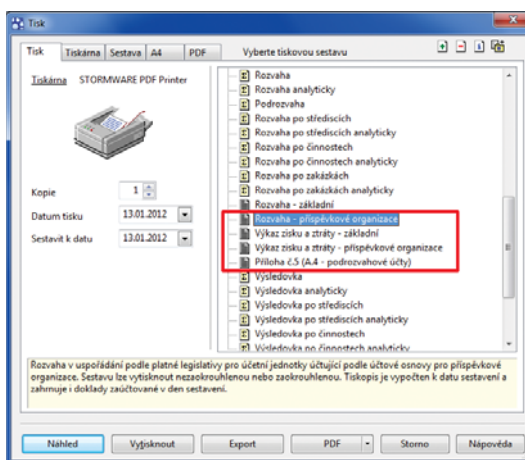 Tisk
Tisk Tiskárna Sestava A4 PDF Vyberte tiskovou sestavu
Tiskárna STORMWARE PDF Printer
Kopie 1
Datum tisku 13.01.2012
Sestavit k datu 13.01.2012
Rozvaha
Rozvaha analyticky
Podrozvaha
Rozvaha po střediscích
Rozvaha po střediscích analyticky
Rozvaha po činnostech
Rozvaha po činnostech analyticky
Rozvaha po zakázkách
Rozvaha po zakázkách analyticky
Rozvaha - základní
Rozvaha - příspěvkové organizace
Výkaz zisku a ztráty - základní
Výkaz zisku a ztráty - příspěvkové organizace
Příloha č.5 (A.4 - podrozvahové účty)
Výsledovka
Výsledovka analyticky
Výsledovka po střediscích
Výsledovka po střediscích analyticky
Výsledovka po činnostech
Výsledovka po činnostech analyticky
Rozvaha v uspořádání podle platné legislativy pro účetní jednotky účtující podle účtové osnovy pro příspěvkové
organizace. Sestavu lze vytisknout nezaokrouhlenou nebo zaokrouhlenou. Tiskopis je vypočten k datu sestavení a
zahrnuje i doklady zaúčtované v den sestavení.
Náhled Vytisknout Export PDF Storno Nápověda